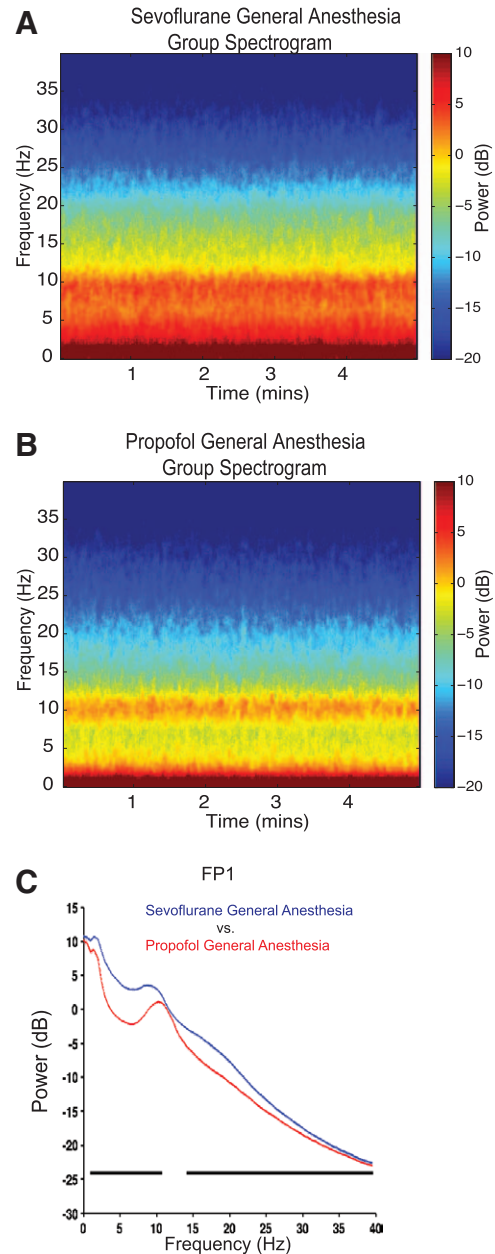 A
Sevoflurane General Anesthesia
Group Spectrogram
Frequency (Hz)
35
30
25
20
15
10
5
0
1 2 3 4
Time (mins)
10
5
0
−5
−10
−15
−20
Power (dB)
B
Propofol General Anesthesia
Group Spectrogram
Frequency (Hz)
35
30
25
20
15
10
5
0
1 2 3 4
Time (mins)
10
5
0
−5
−10
−15
−20
Power (dB)
C
FP1
Sevoflurane General Anesthesia
vs.
Propofol General Anesthesia
Power (dB)
15
10
5
0
-5
-10
-15
-20
-25
-30
0 5 10 15 20 25 30 35 40
Frequency (Hz)